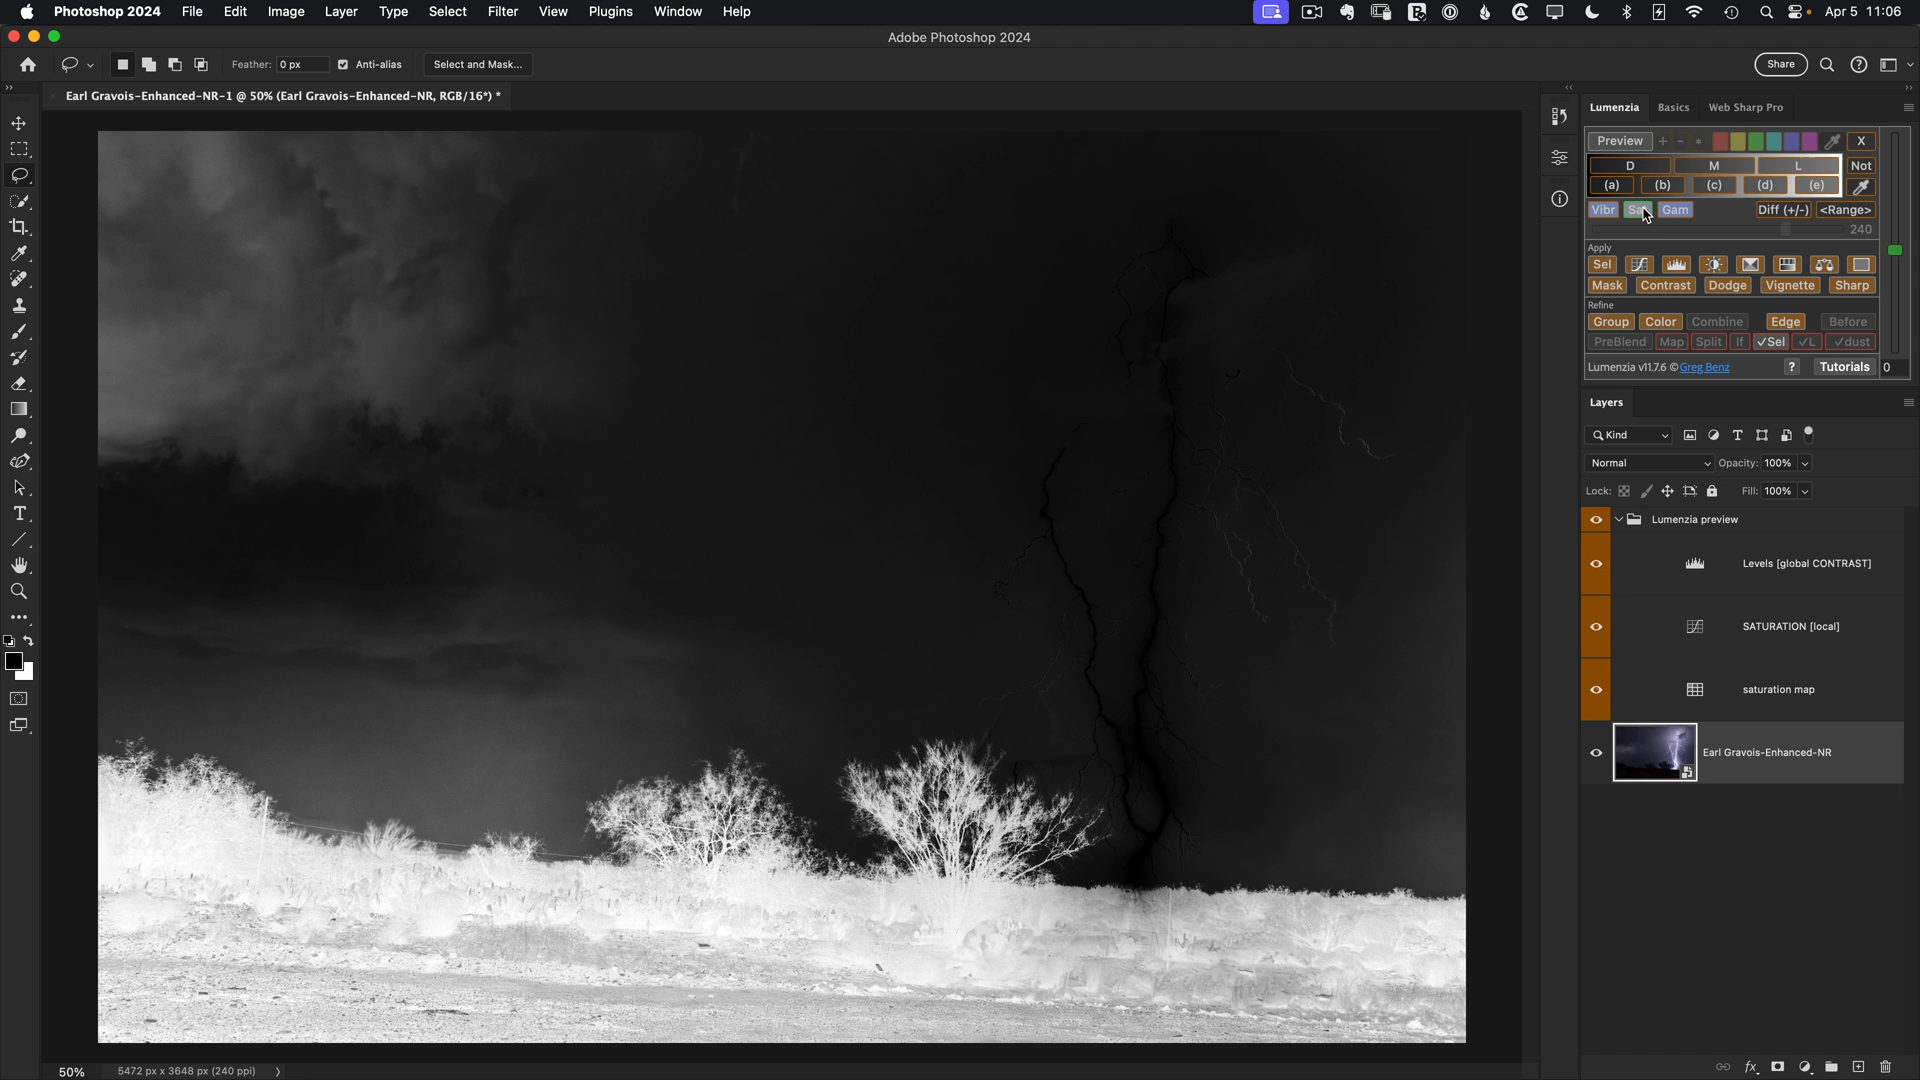 Photoshop 2024 File Edit Image Layer Type Select Filter View Plugins Window Help Apr 5 11:06
Adobe Photoshop 2024
Feather: 0 px Anti-alias Select and Mask... Share
Earl Gravois-Enhanced-NR-1 @ 50% (Earl Gravois-Enhanced-NR, RGB/16*) *
Lumenzia Basics Web Sharp Pro
Preview + - * X
D M L Not
(a) (b) (c) (d) (e)
Vibr Gam Diff (+/-) <Range>
240
Apply
Sel
Mask Contrast Dodge Vignette Sharp
Refine
Group Color Combine Edge Before
PreBlend Map Split If ✓Sel ✓L ✓dust
Lumenzia v11.7.6 © Greg Benz ? Tutorials 0
Layers
Kind
Normal Opacity: 100%
Lock: Fill: 100%
Lumenzia preview
Levels [global CONTRAST]
SATURATION [local]
saturation map
Earl Gravois-Enhanced-NR
50% 5472 px x 3648 px (240 ppi)